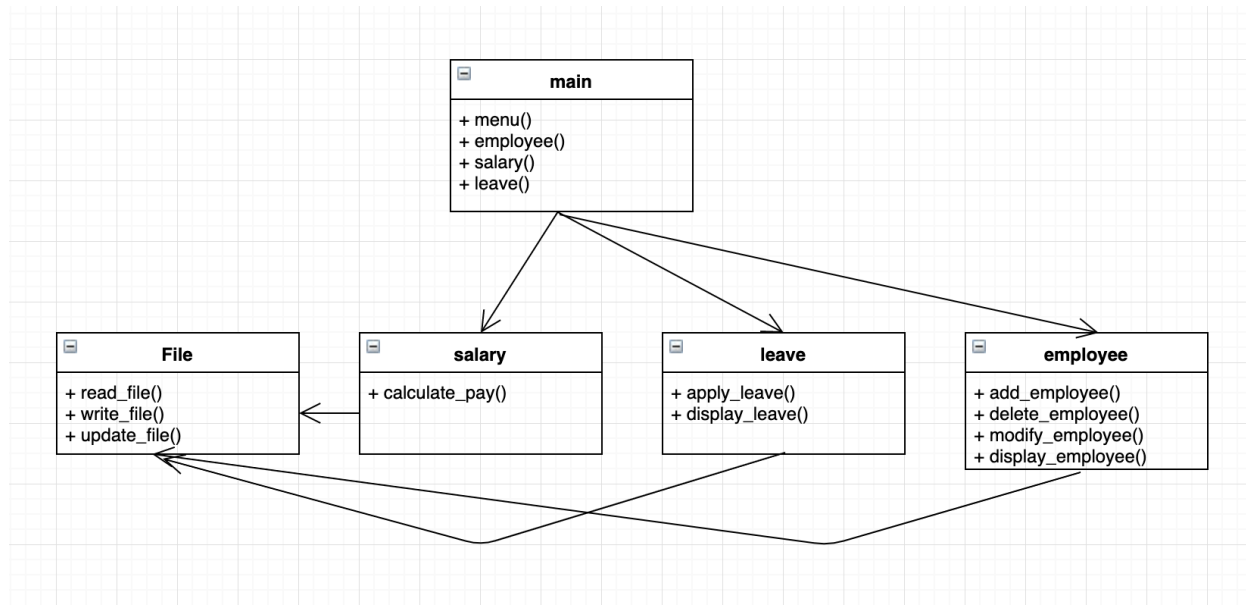 main
+ menu()
+ employee()
+ salary()
+ leave()
File
+ read_file()
+ write_file()
+ update_file()
salary
+ calculate_pay()
leave
+ apply_leave()
+ display_leave()
employee
+ add_employee()
+ delete_employee()
+ modify_employee()
+ display_employee()